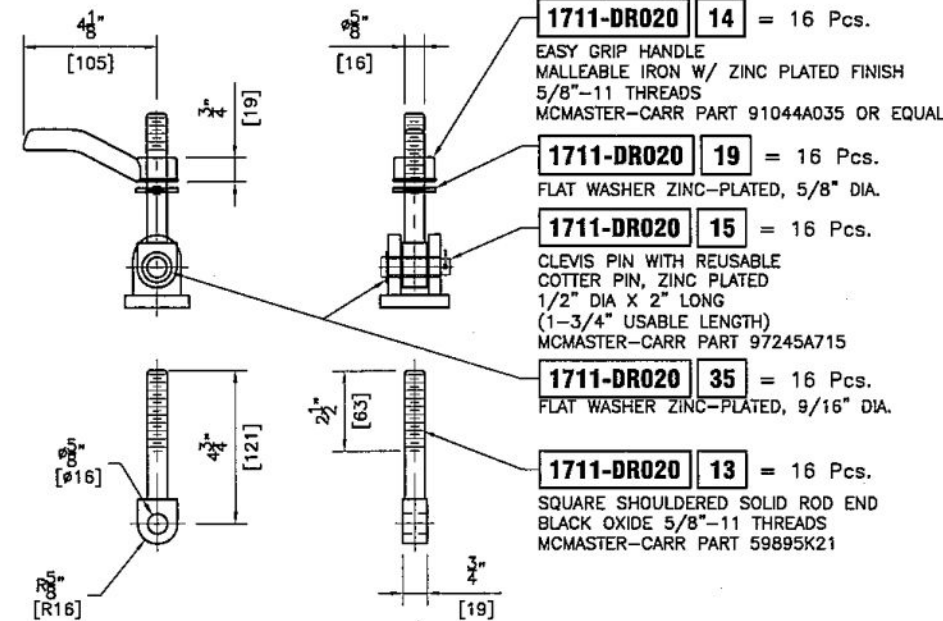 4 1/8"
[105]
3/4"
[19]
ø5/8"
[16]
1711-DR020 14 = 16 Pcs.
EASY GRIP HANDLE
MALLEABLE IRON W/ ZINC PLATED FINISH
5/8"-11 THREADS
MCMASTER-CARR PART 91044A035 OR EQUAL
1711-DR020 19 = 16 Pcs.
FLAT WASHER ZINC-PLATED, 5/8" DIA.
1711-DR020 15 = 16 Pcs.
CLEVIS PIN WITH REUSABLE
COTTER PIN, ZINC PLATED
1/2" DIA X 2" LONG
(1-3/4" USABLE LENGTH)
MCMASTER-CARR PART 97245A715
1711-DR020 35 = 16 Pcs.
FLAT WASHER ZINC-PLATED, 9/16" DIA.
1711-DR020 13 = 16 Pcs.
SQUARE SHOULDERED SOLID ROD END
BLACK OXIDE 5/8"-11 THREADS
MCMASTER-CARR PART 59895K21
ø5/8"
[ø16]
R5/8"
[R16]
4 3/4"
[121]
2 1/2"
[63]
3/4"
[19]